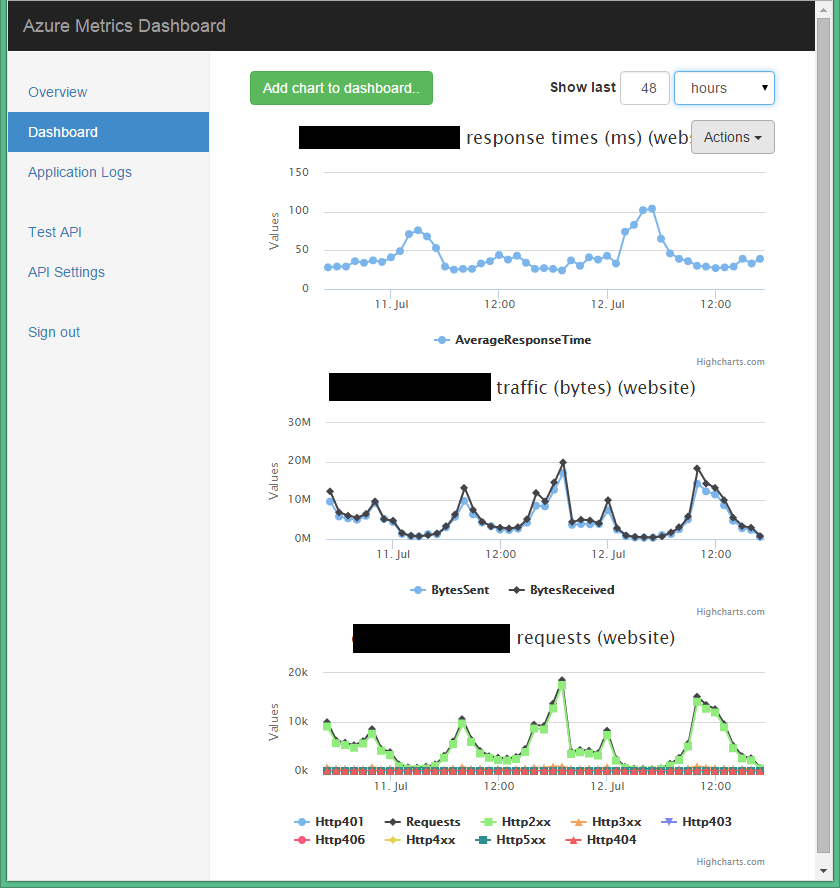 Azure Metrics Dashboard
Overview
Dashboard
Application Logs
Test API
API Settings
Sign out
Add chart to dashboard..
Show last 48 hours
response times (ms) (webs
Actions
150
100
50
0
Values
11. Jul 12:00 12. Jul 12:00
AverageResponseTime
Highcharts.com
traffic (bytes) (website)
30M
20M
10M
0M
Values
11. Jul 12:00 12. Jul 12:00
BytesSent BytesReceived
Highcharts.com
requests (website)
20k
10k
0k
Values
11. Jul 12:00 12. Jul 12:00
Http401 Requests Http2xx Http3xx Http403
Http406 Http4xx Http5xx Http404
Highcharts.com